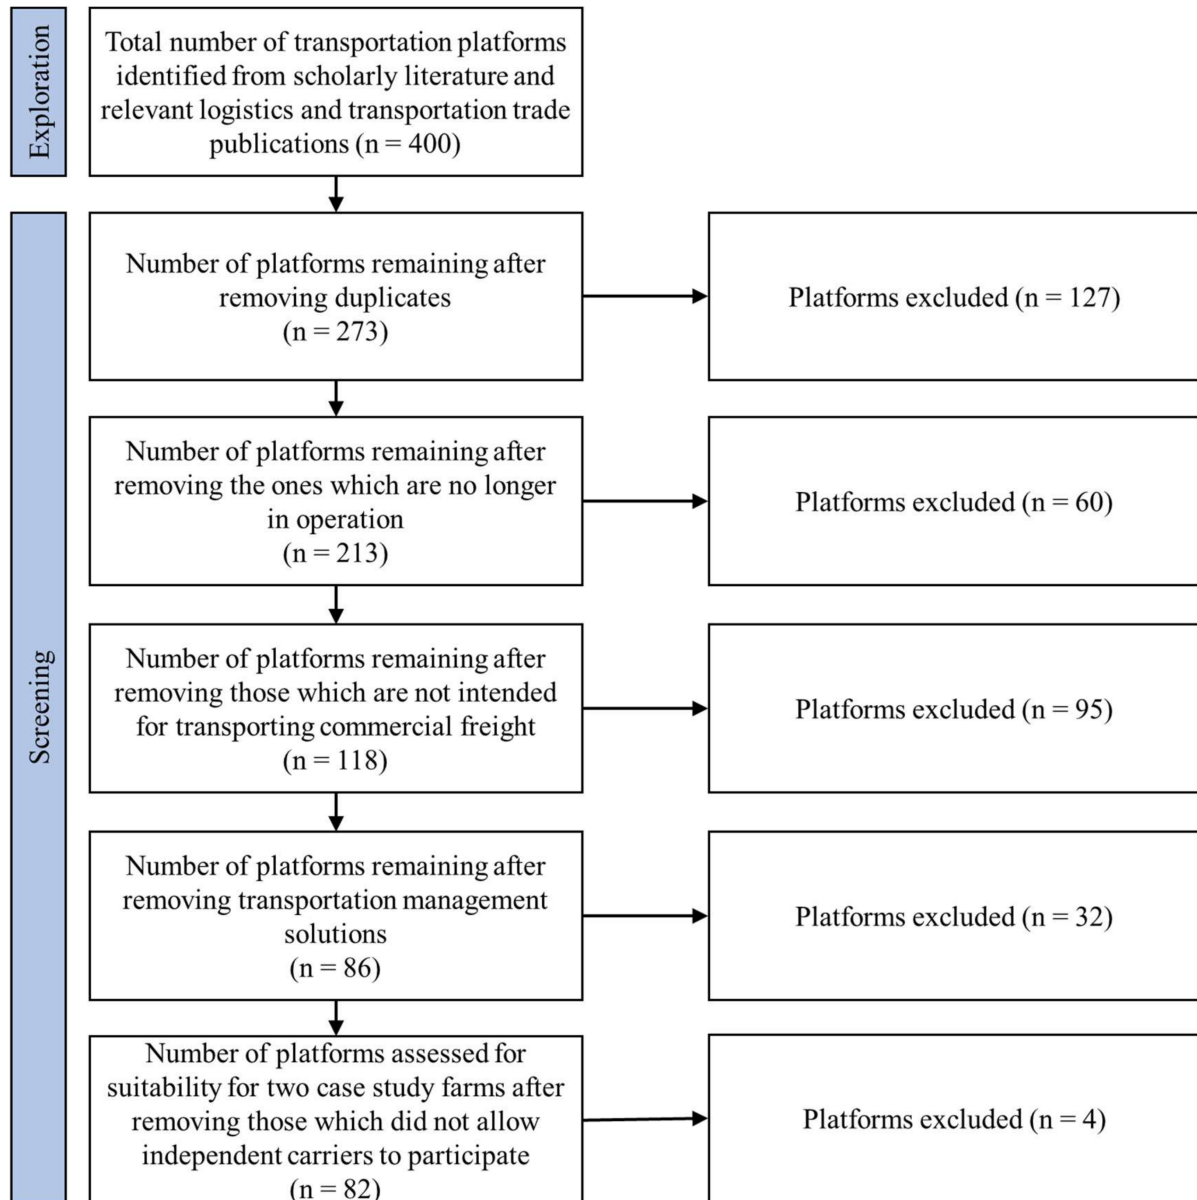 Exploration
Total number of transportation platforms
identified from scholarly literature and
relevant logistics and transportation trade
publications (n = 400)
Screening
Number of platforms remaining after
removing duplicates
(n = 273)
Platforms excluded (n = 127)
Number of platforms remaining after
removing the ones which are no longer
in operation
(n = 213)
Platforms excluded (n = 60)
Number of platforms remaining after
removing those which are not intended
for transporting commercial freight
(n = 118)
Platforms excluded (n = 95)
Number of platforms remaining after
removing transportation management
solutions
(n = 86)
Platforms excluded (n = 32)
Number of platforms assessed for
suitability for two case study farms after
removing those which did not allow
independent carriers to participate
(n = 82)
Platforms excluded (n = 4)